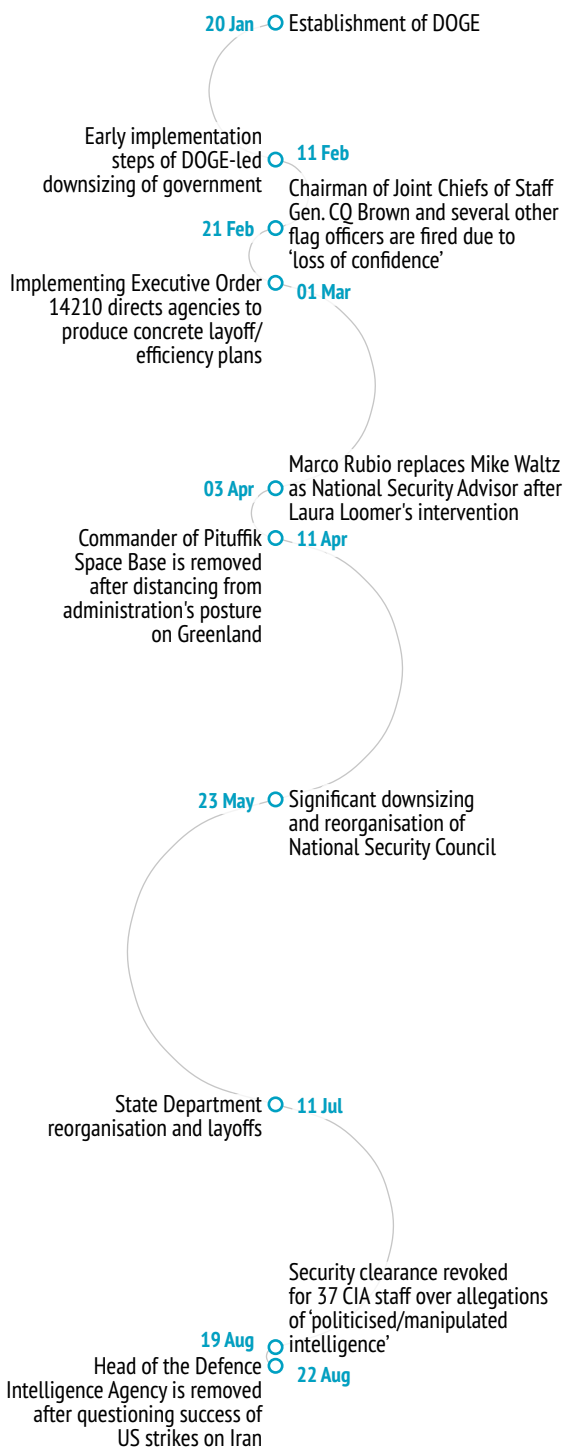 20 Jan
Establishment of DOGE
Early implementation
steps of DOGE-led
downsizing of government
11 Feb
21 Feb
Chairman of Joint Chiefs of Staff
Gen. CQ Brown and several other
flag officers are fired due to
‘loss of confidence’
Implementing Executive Order
14210 directs agencies to
produce concrete layoff/
efficiency plans
01 Mar
03 Apr
Marco Rubio replaces Mike Waltz
as National Security Advisor after
Laura Loomer's intervention
Commander of Pituffik
Space Base is removed
after distancing from
administration's posture
on Greenland
11 Apr
23 May
Significant downsizing
and reorganisation of
National Security Council
State Department
reorganisation and layoffs
11 Jul
19 Aug
Security clearance revoked
for 37 CIA staff over allegations
of ‘politicised/manipulated
intelligence’
Head of the Defence
Intelligence Agency is removed
after questioning success of
US strikes on Iran
22 Aug